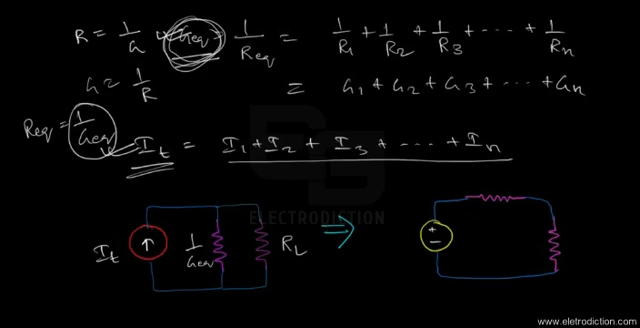 R = 1/G Geq = 1/Req = 1/R1 + 1/R2 + 1/R3 + ... + 1/Rn
G = 1/R = G1 + G2 + G3 + ... + Gn
Req = 1/Geq It = I1 + I2 + I3 + ... + In
ELECTRODICTION
It ↑ 1/Geq RL ⇒ + −
www.eletrodiction.com